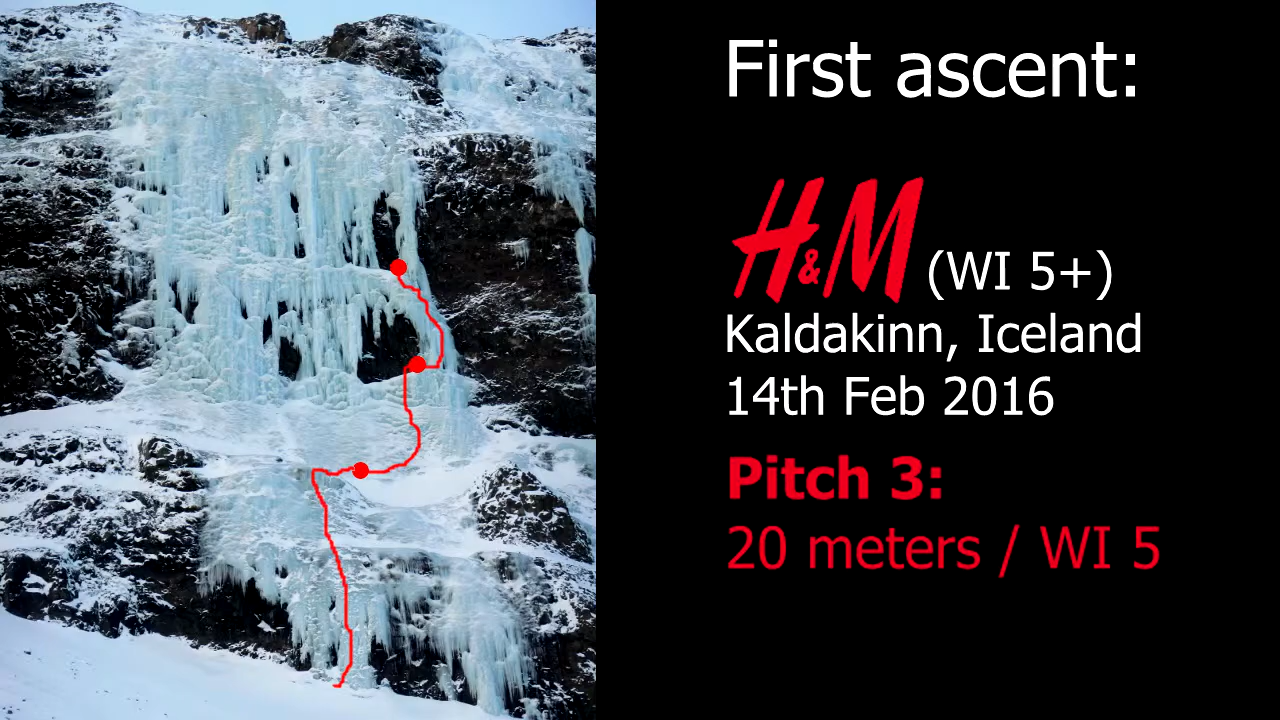 First ascent:
H&M (WI 5+)
Kaldakinn, Iceland
14th Feb 2016
Pitch 3:
20 meters / WI 5